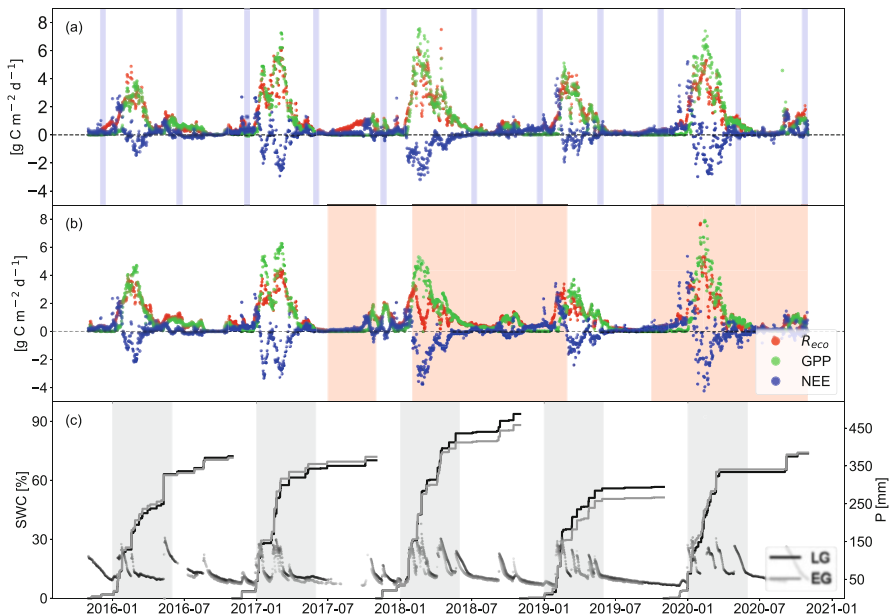 (a)
8
6
4
2
0
−2
−4
[g C m−2 d−1]
(b)
8
6
4
2
0
−2
−4
[g C m−2 d−1]
Reco
GPP
NEE
(c)
90
60
30
0
SWC [%]
450
350
250
150
50
P [mm]
LG
EG
2016-01 2016-07 2017-01 2017-07 2018-01 2018-07 2019-01 2019-07 2020-01 2020-07 2021-01